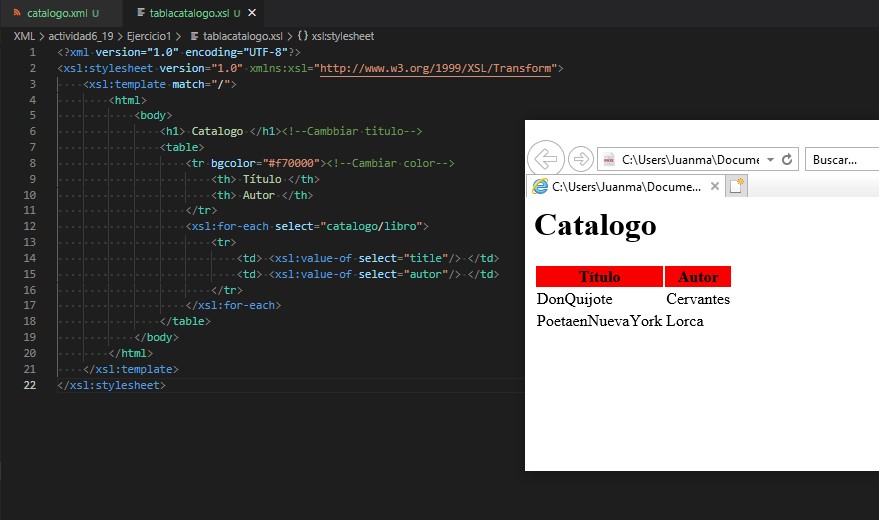 catalogo.xml U
tablacatalogo.xsl U
XML > actividad6_19 > Ejercicio1 > tablacatalogo.xsl > {} xsl:stylesheet
1 <?xml version="1.0" encoding="UTF-8"?>
2 <xsl:stylesheet version="1.0" xmlns:xsl="http://www.w3.org/1999/XSL/Transform">
3 <xsl:template match="/">
4 <html>
5 <body>
6 <h1> Catalogo </h1><!--Cambbiar titulo-->
7 <table>
8 <tr bgcolor="#f70000"><!--Cambiar color-->
9 <th> Título </th>
10 <th> Autor </th>
11 </tr>
12 <xsl:for-each select="catalogo/libro">
13 <tr>
14 <td> <xsl:value-of select="title"/> </td>
15 <td> <xsl:value-of select="autor"/> </td>
16 </tr>
17 </xsl:for-each>
18 </table>
19 </body>
20 </html>
21 </xsl:template>
22 </xsl:stylesheet>
C:\Users\Juanma\Docume
Buscar...
C:\Users\Juanma\Docume...
Catalogo
Título Autor
DonQuijote Cervantes
PoetaenNuevaYork Lorca